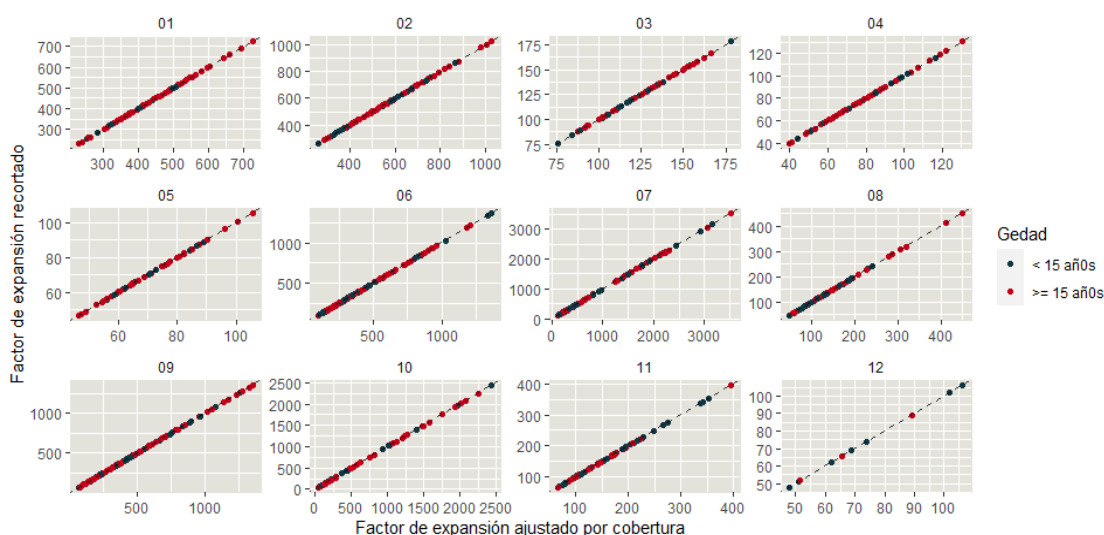 01 02 03 04
700 600 500 400 300
1000 800 600 400
175 150 125 100 75
120 100 80 60 40
300 400 500 600 700
400 600 800 1000
75 100 125 150 175
40 60 80 100 120
05 06 07 08
100 80 60
1000 500
3000 2000 1000 0
400 300 200 100
60 80 100
500 1000
0 1000 2000 3000
100 200 300 400
09 10 11 12
1000 500
2500 2000 1500 1000 500 0
400 300 200 100
100 90 80 70 60 50
500 1000
0 500 1000 1500 2000 2500
100 200 300 400
50 60 70 80 90 100
Factor de expansión recortado
Factor de expansión ajustado por cobertura
Gedad
< 15 añ0s
>= 15 añ0s